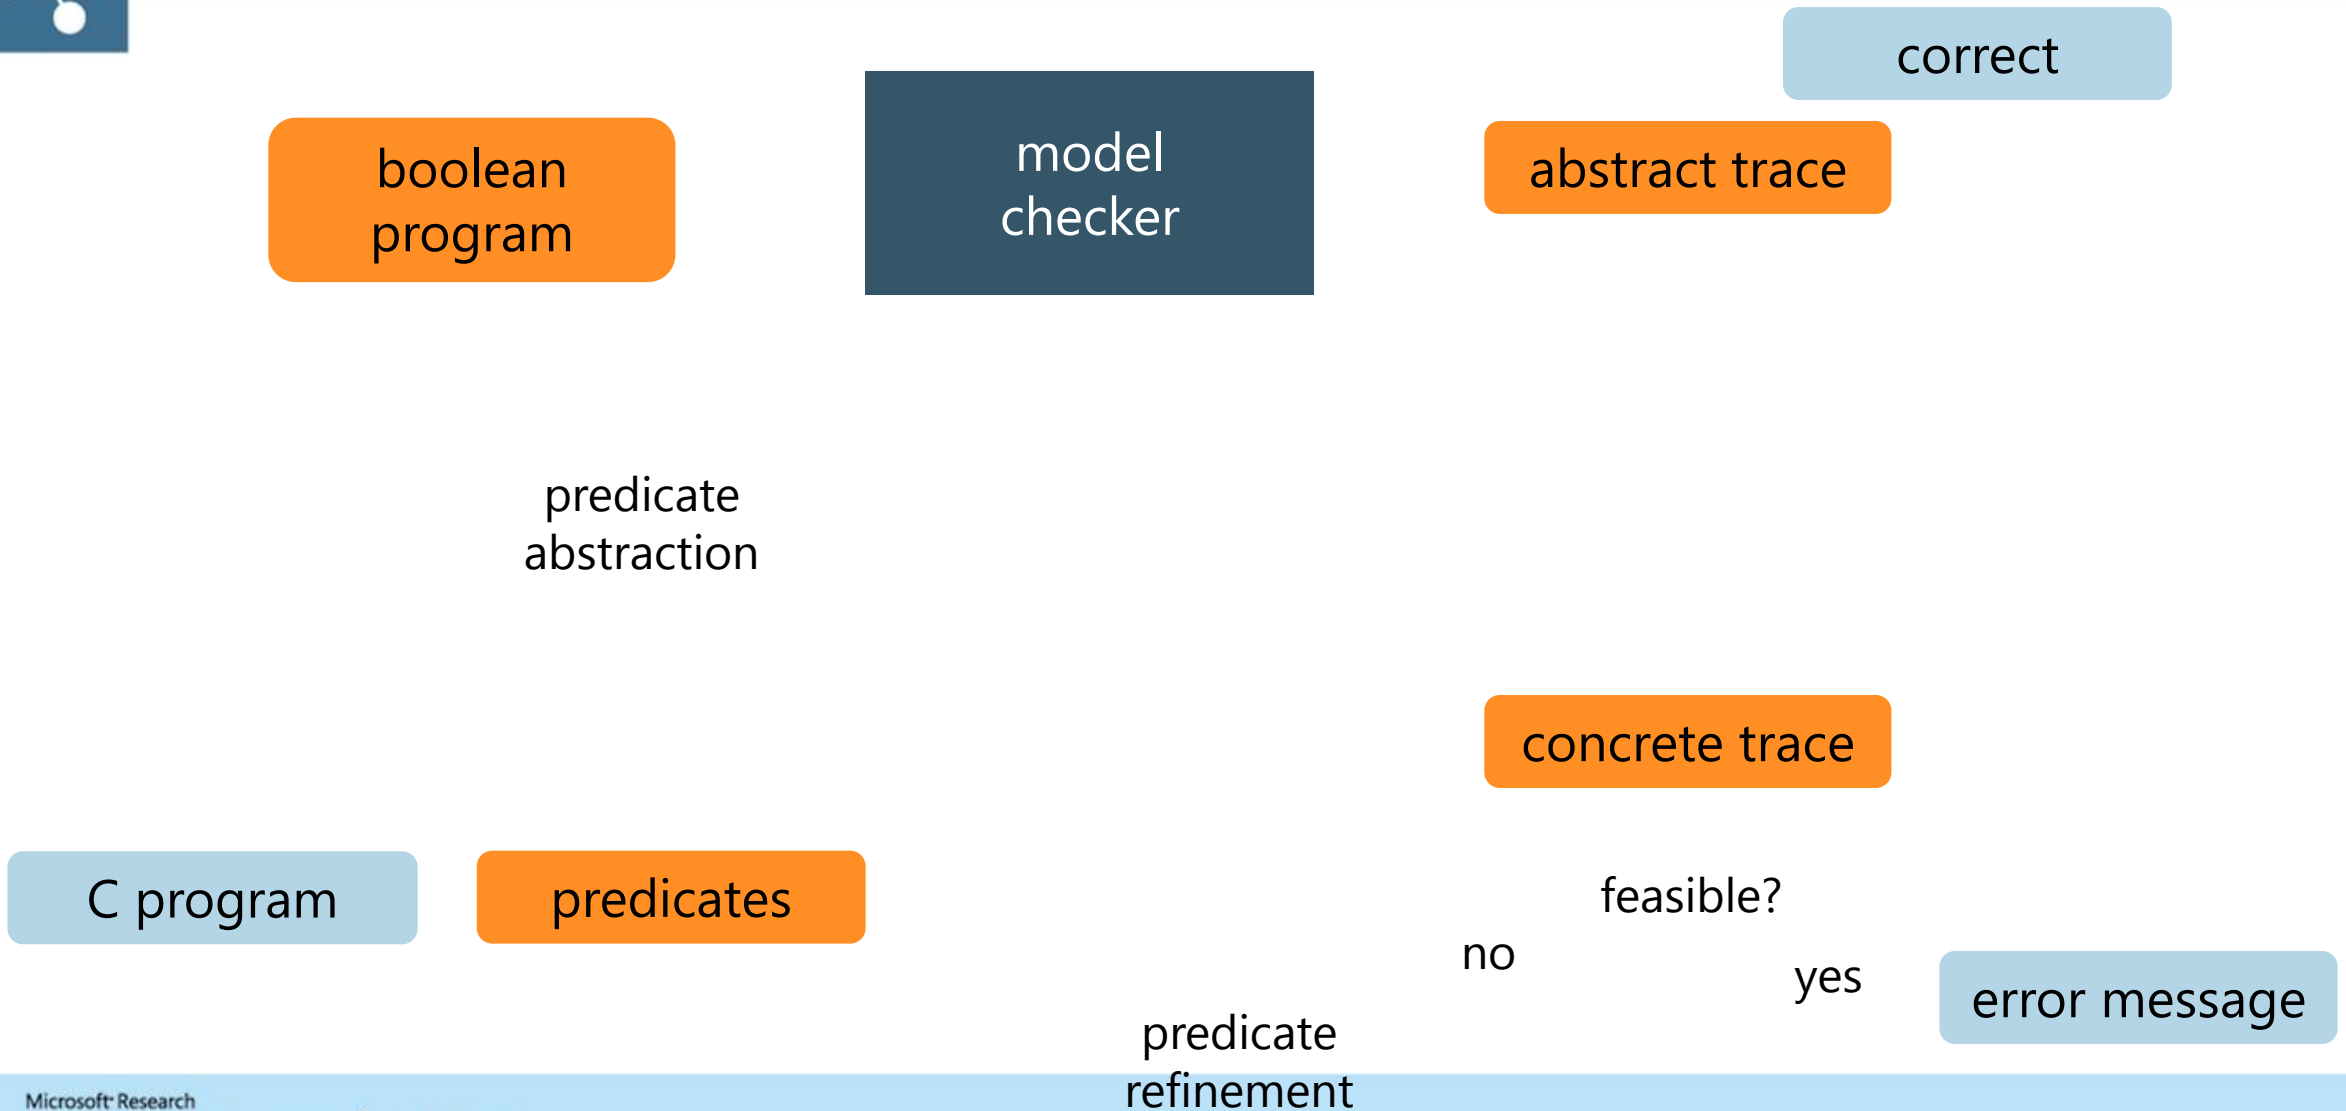 correct
boolean
program
model
checker
abstract trace
predicate
abstraction
concrete trace
C program
predicates
feasible?
no
yes
error message
predicate
refinement
Microsoft Research